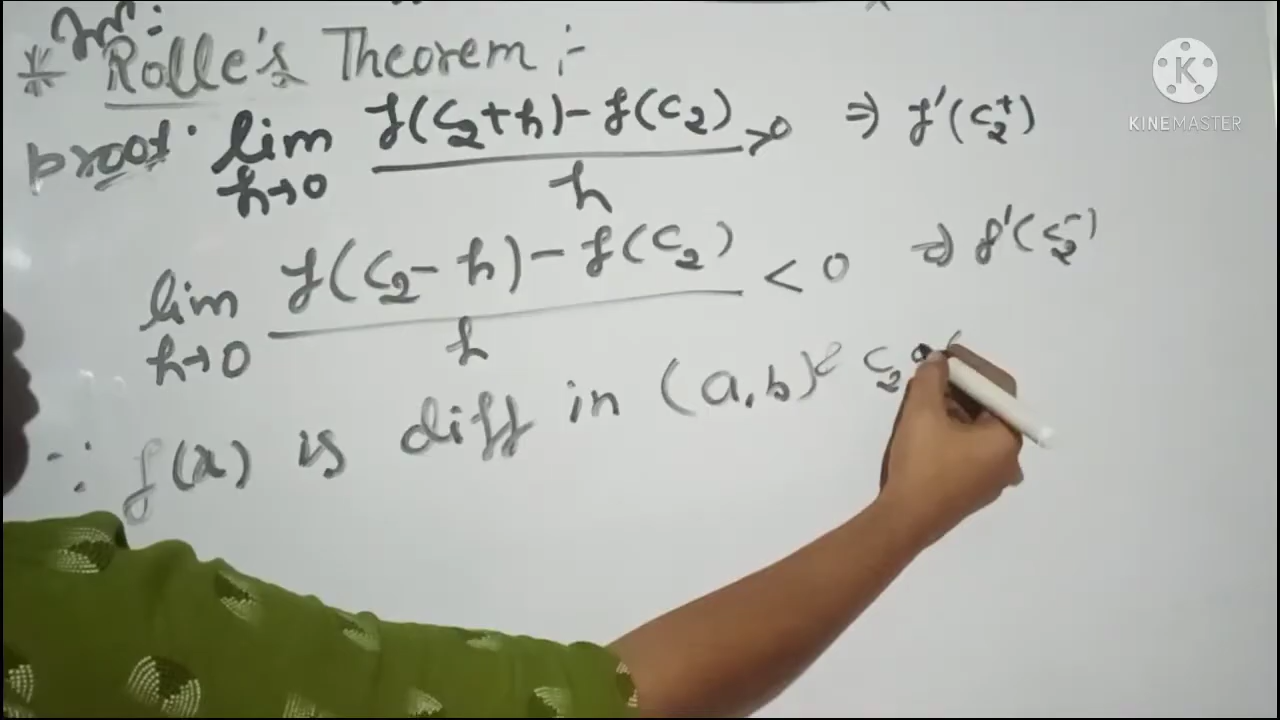 * Rolle's Theorem :-
proof. lim h→0 f(c₂+h)-f(c₂)/h >0 ⇒ f'(c₂⁺)
lim h→0 f(c₂-h)-f(c₂)/h < 0 ⇒ f'(c₂⁻)
∵ f(x) is diff in (a,b) & c₂
KINEMASTER